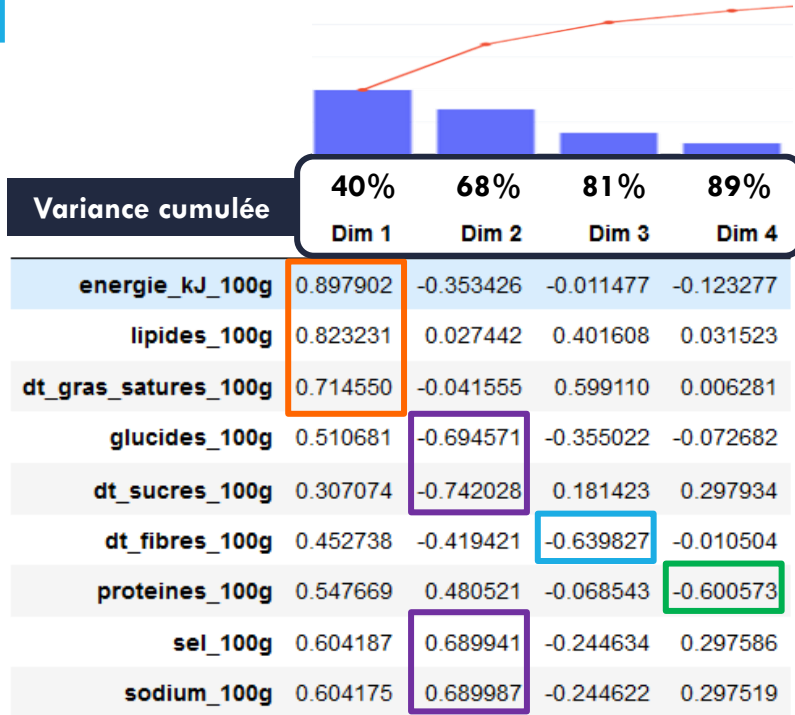 Variance cumulée 40% 68% 81% 89%
Dim 1 Dim 2 Dim 3 Dim 4
energie_kJ_100g 0.897902 -0.353426 -0.011477 -0.123277
lipides_100g 0.823231 0.027442 0.401608 0.031523
dt_gras_satures_100g 0.714550 -0.041555 0.599110 0.006281
glucides_100g 0.510681 -0.694571 -0.355022 -0.072682
dt_sucres_100g 0.307074 -0.742028 0.181423 0.297934
dt_fibres_100g 0.452738 -0.419421 -0.639827 -0.010504
proteines_100g 0.547669 0.480521 -0.068543 -0.600573
sel_100g 0.604187 0.689941 -0.244634 0.297586
sodium_100g 0.604175 0.689987 -0.244622 0.297519